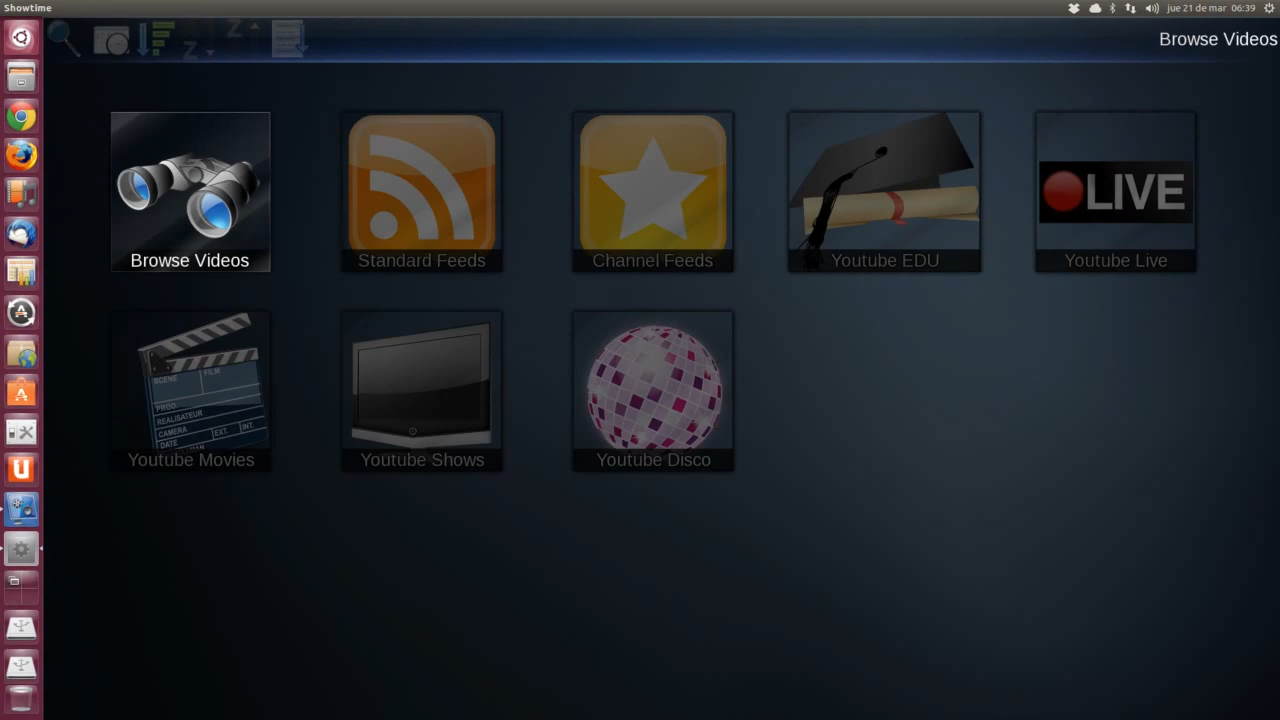 Showtime
jue 21 de mar 06:39
Z
Z
Browse Videos
LIVE
Browse Videos
Standard Feeds
Channel Feeds
Youtube EDU
Youtube Live
SCENE
FILM
PROD.
REALISATEUR
CAMERA
EXT.
INT.
DATE
Youtube Movies
Youtube Shows
Youtube Disco